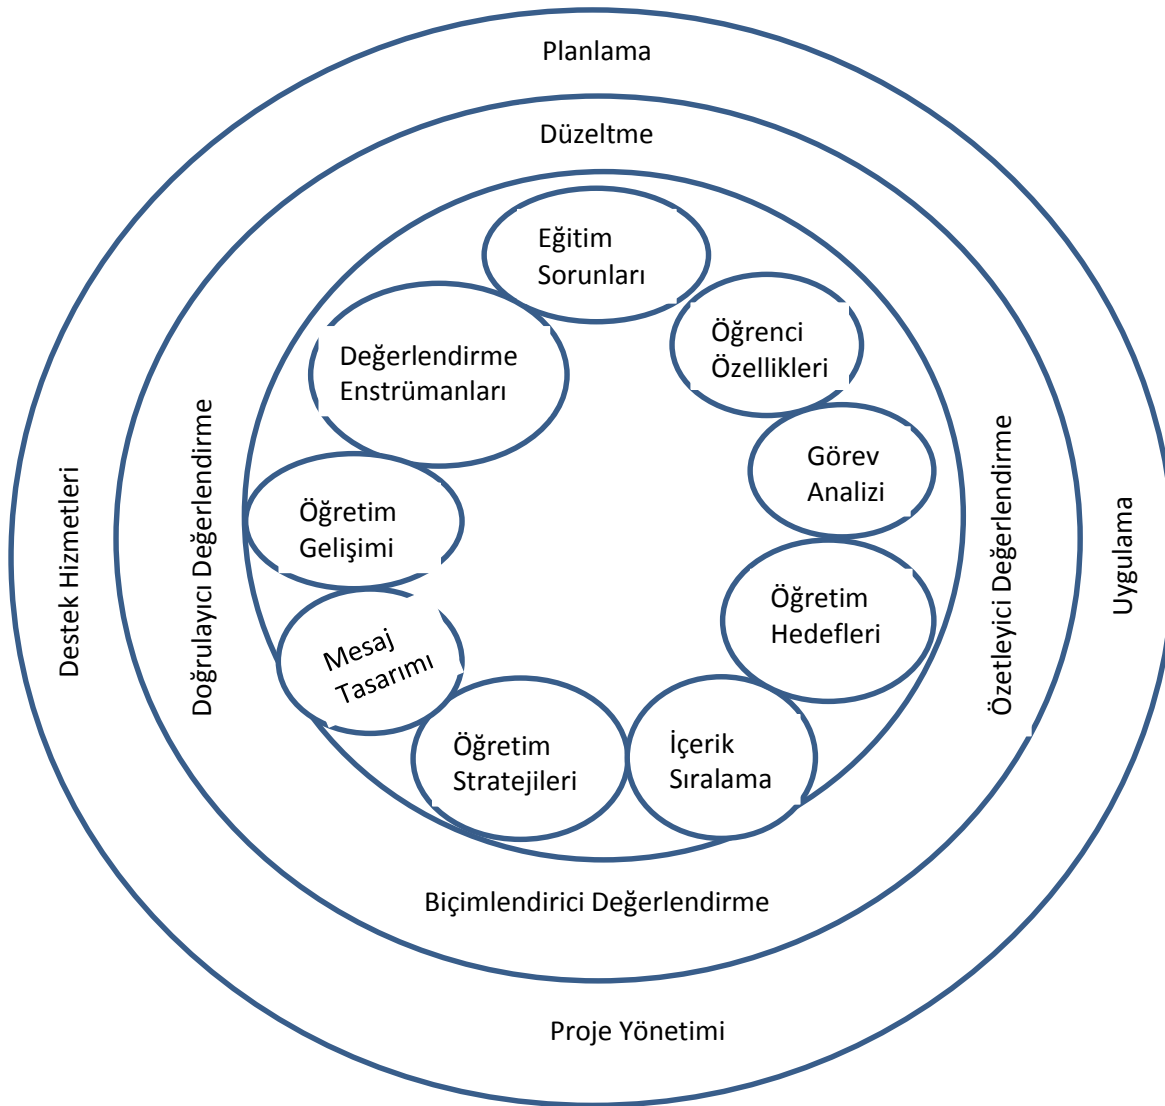 Planlama
Düzeltme
Eğitim
Sorunları
Öğrenci
Özellikleri
Değerlendirme
Enstrümanları
Görev
Analizi
Öğretim
Gelişimi
Öğretim
Hedefleri
Mesaj
Tasarımı
Öğretim
Stratejileri
İçerik
Sıralama
Destek Hizmetleri
Doğrulayıcı Değerlendirme
Özetleyici Değerlendirme
Uygulama
Biçimlendirici Değerlendirme
Proje Yönetimi